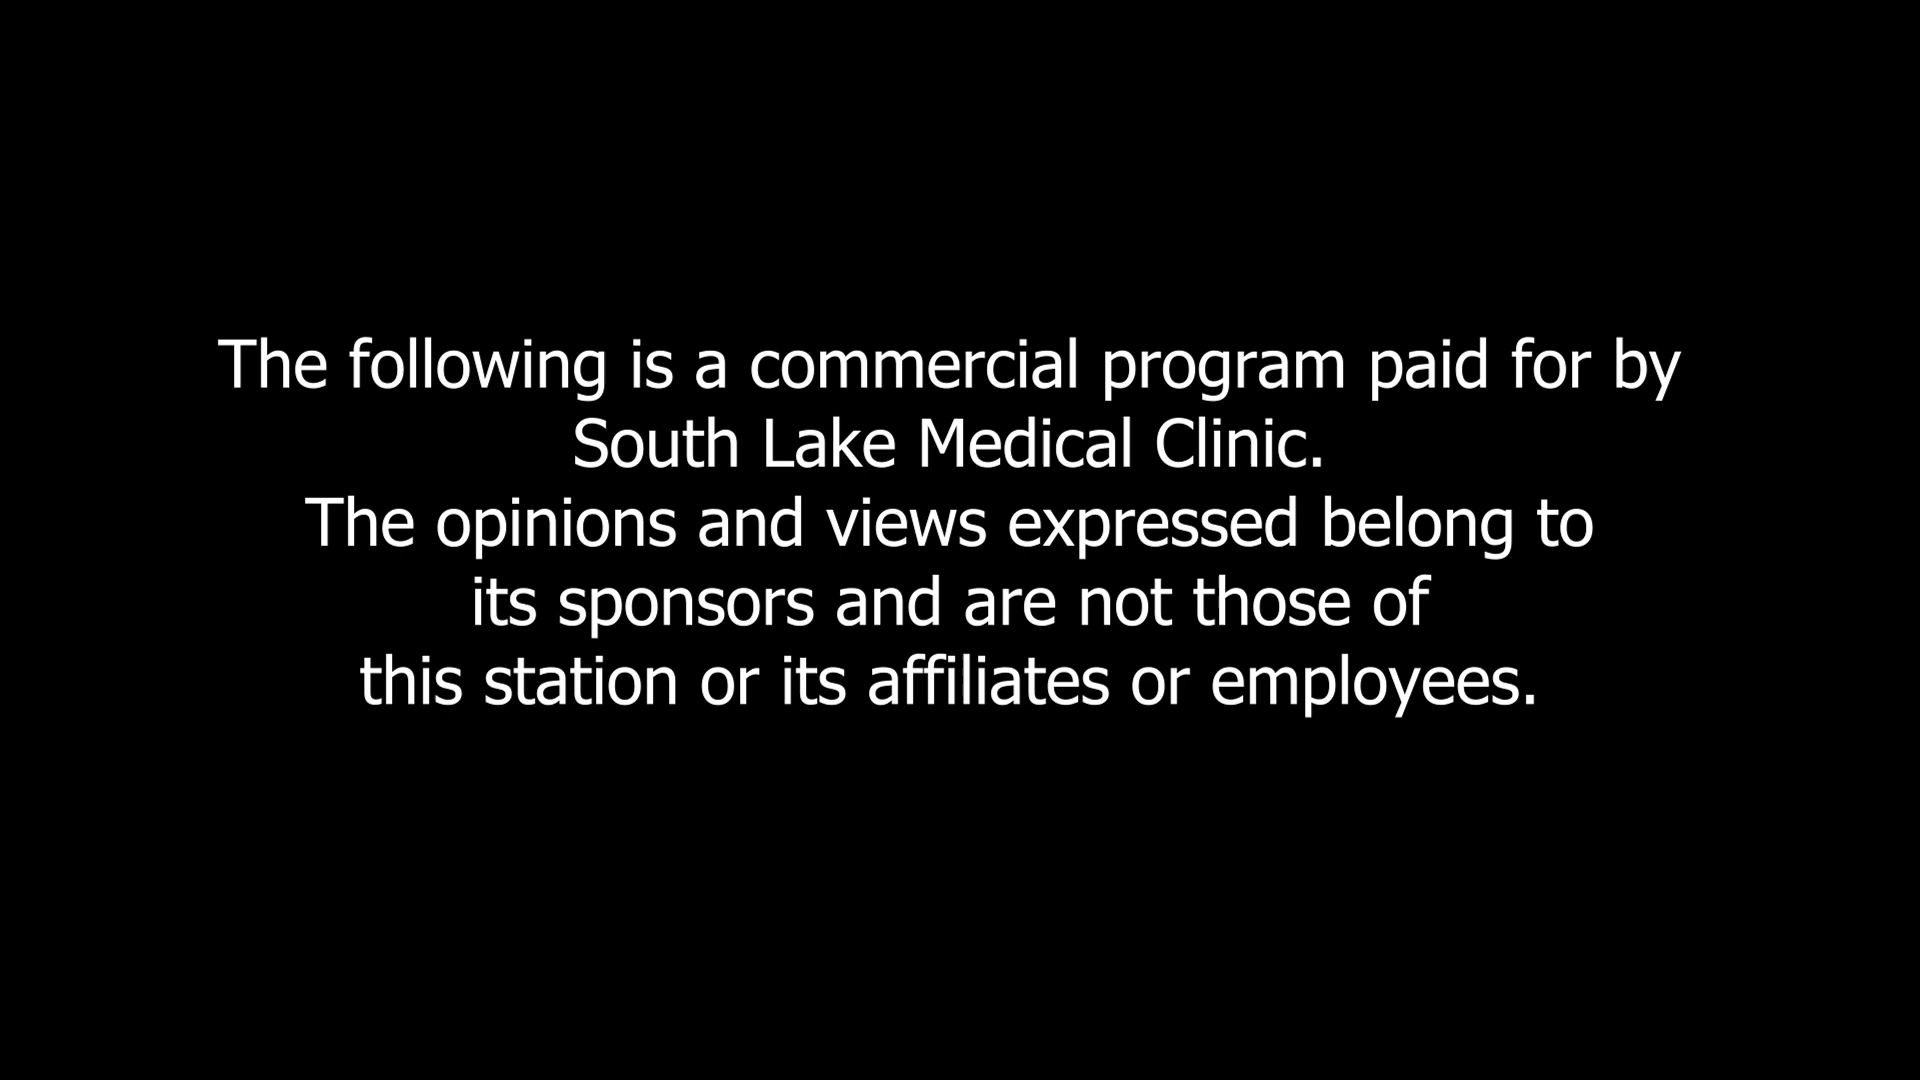 The following is a commercial program paid for by
South Lake Medical Clinic.
The opinions and views expressed belong to
its sponsors and are not those of
this station or its affiliates or employees.